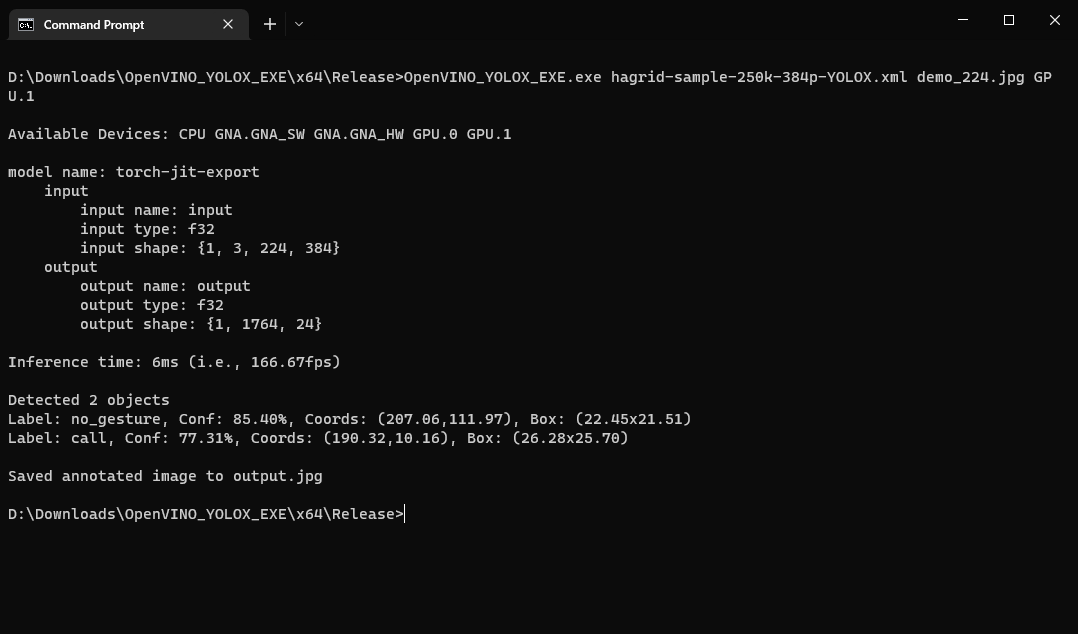 Command Prompt
D:\Downloads\OpenVINO_YOLOX_EXE\x64\Release>OpenVINO_YOLOX_EXE.exe hagrid-sample-250k-384p-YOLOX.xml demo_224.jpg GP
U.1
Available Devices: CPU GNA.GNA_SW GNA.GNA_HW GPU.0 GPU.1
model name: torch-jit-export
input
input name: input
input type: f32
input shape: {1, 3, 224, 384}
output
output name: output
output type: f32
output shape: {1, 1764, 24}
Inference time: 6ms (i.e., 166.67fps)
Detected 2 objects
Label: no_gesture, Conf: 85.40%, Coords: (207.06,111.97), Box: (22.45x21.51)
Label: call, Conf: 77.31%, Coords: (190.32,10.16), Box: (26.28x25.70)
Saved annotated image to output.jpg
D:\Downloads\OpenVINO_YOLOX_EXE\x64\Release>